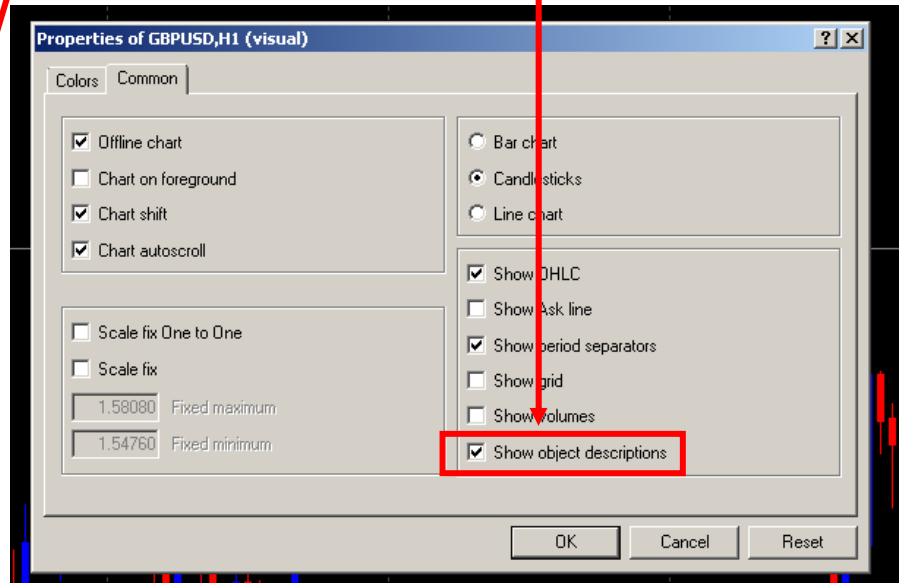 Properties of GBPUSD,H1 (visual)
Colors Common
Offline chart
Chart on foreground
Chart shift
Chart autoscroll
Scale fix One to One
Scale fix
1.58080 Fixed maximum
1.54760 Fixed minimum
Bar chart
Candlesticks
Line chart
Show OHLC
Show Ask line
Show period separators
Show grid
Show volumes
Show object descriptions
OK Cancel Reset